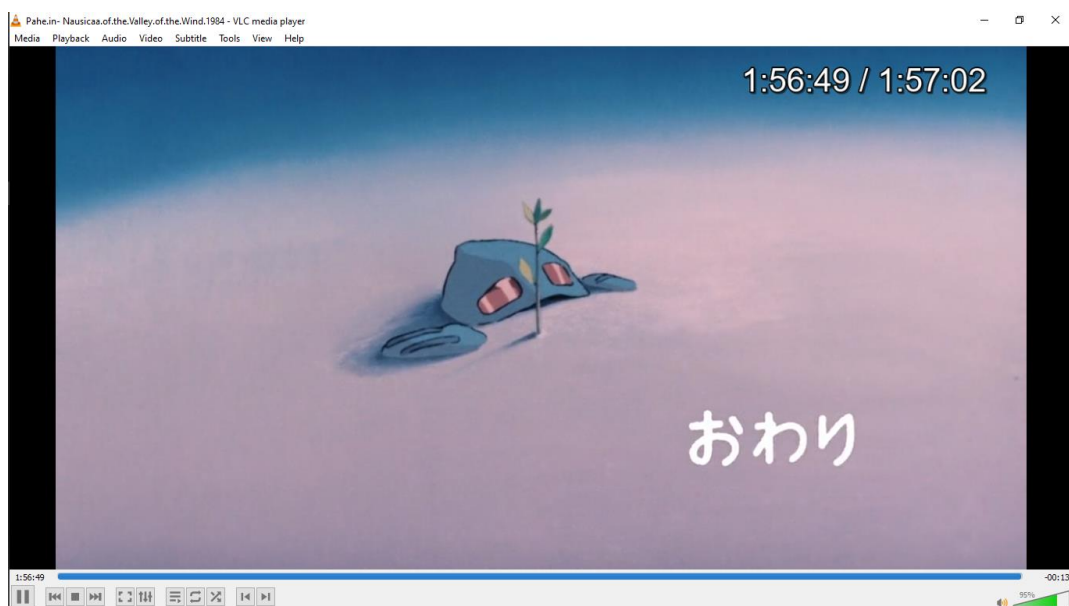 Pahe.in- Nausicaa.of.the.Valley.of.the.Wind.1984 - VLC media player
Media Playback Audio Video Subtitle Tools View Help
1:56:49 / 1:57:02
おわり
1:56:49 -00:13
95%